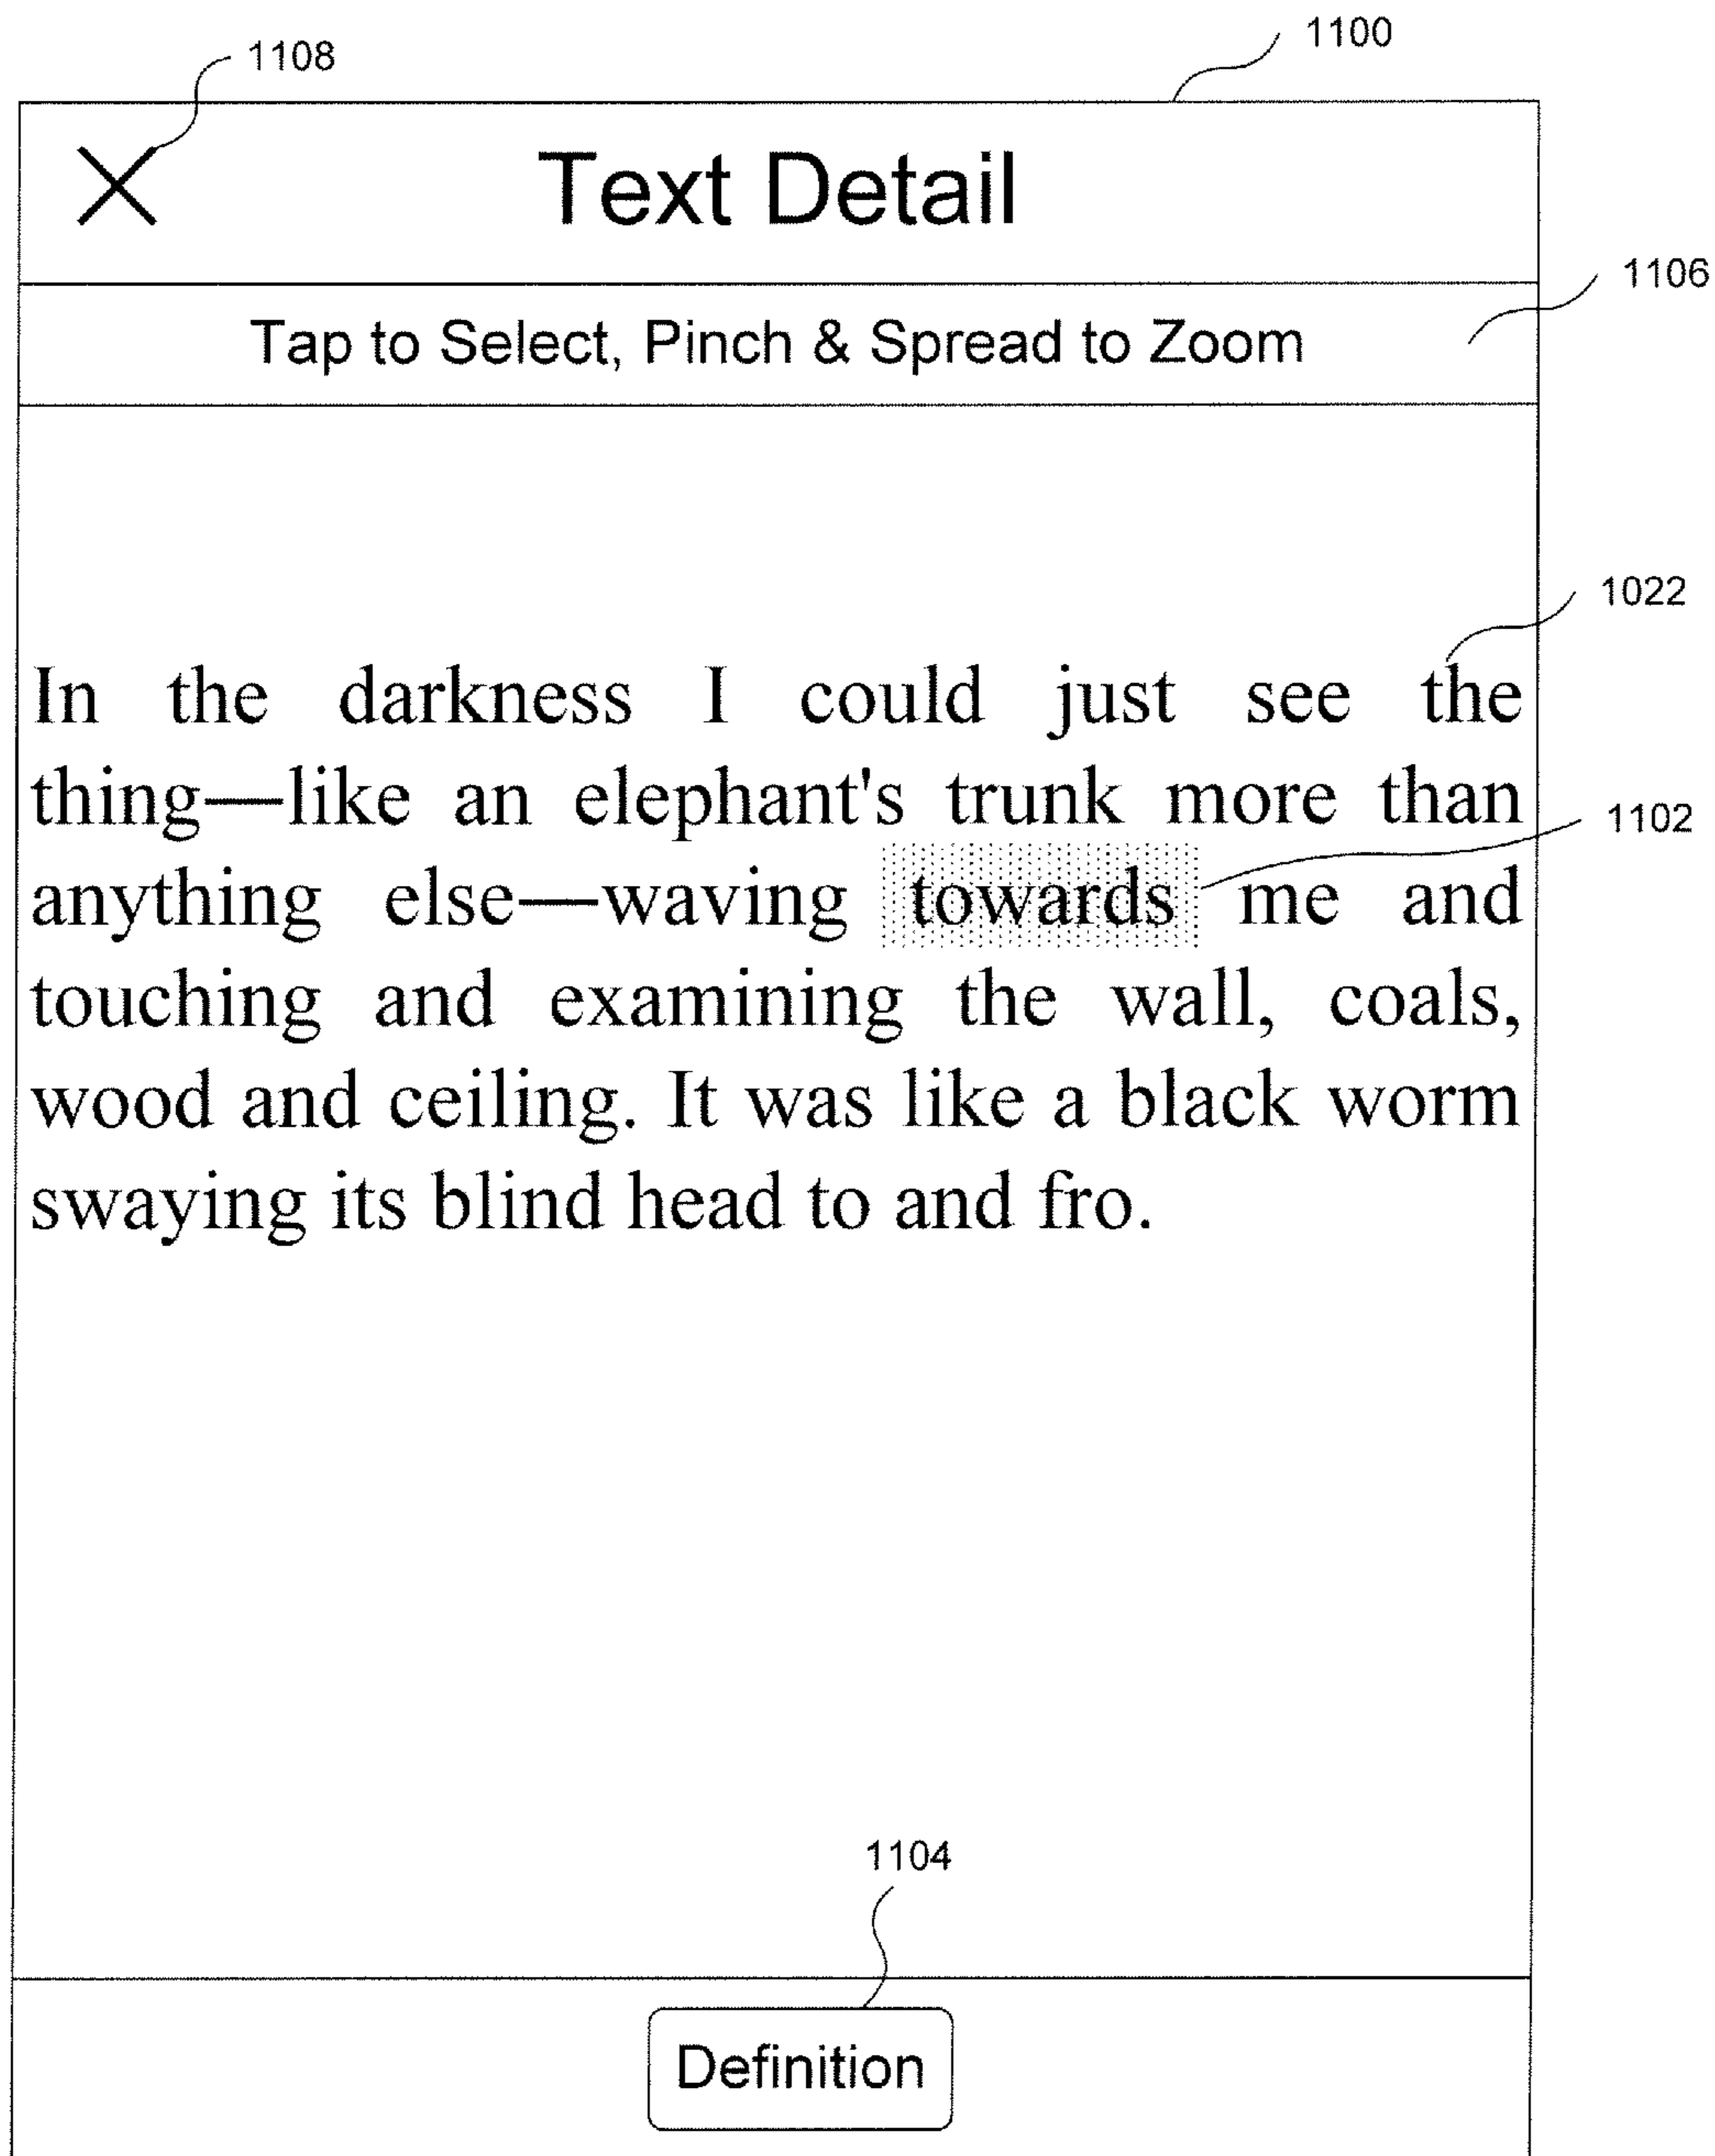 1108
1100
Text Detail
1106
Tap to Select, Pinch & Spread to Zoom
1022
In the darkness I could just see the
thing—like an elephant's trunk more than
1102
anything else—waving towards me and
touching and examining the wall, coals,
wood and ceiling. It was like a black worm
swaying its blind head to and fro.
1104
Definition